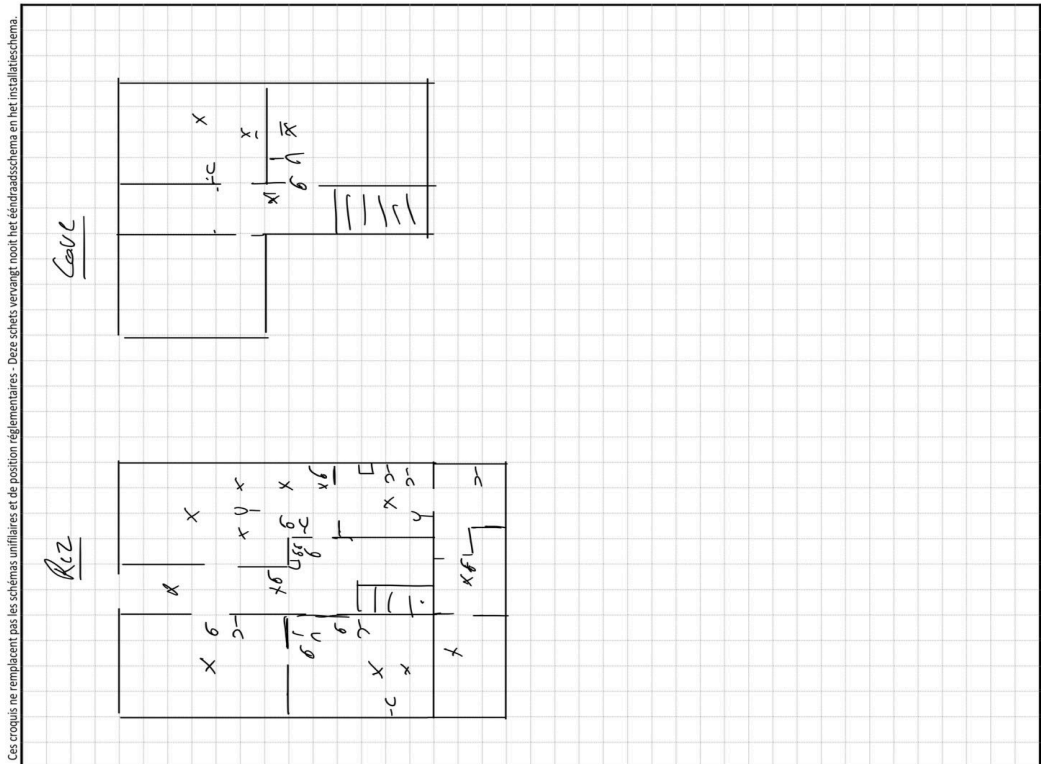 Ces croquis ne remplacent pas les schémas unifilaires et de position réglementaires - Deze schets vervangt nooit het ééndraadsschema en het installatieschema.
Cave